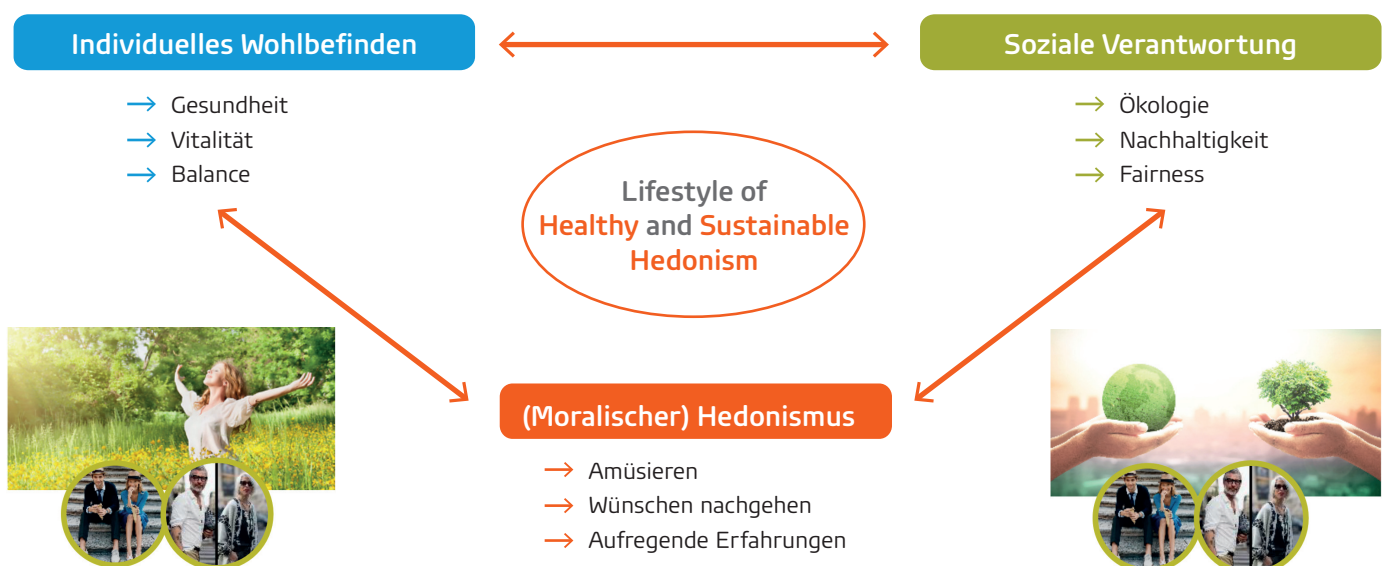 Individuelles Wohlbefinden
→ Gesundheit
→ Vitalität
→ Balance
Soziale Verantwortung
→ Ökologie
→ Nachhaltigkeit
→ Fairness
Lifestyle of
Healthy and Sustainable
Hedonism
(Moralischer) Hedonismus
→ Amüsieren
→ Wünschen nachgehen
→ Aufregende Erfahrungen